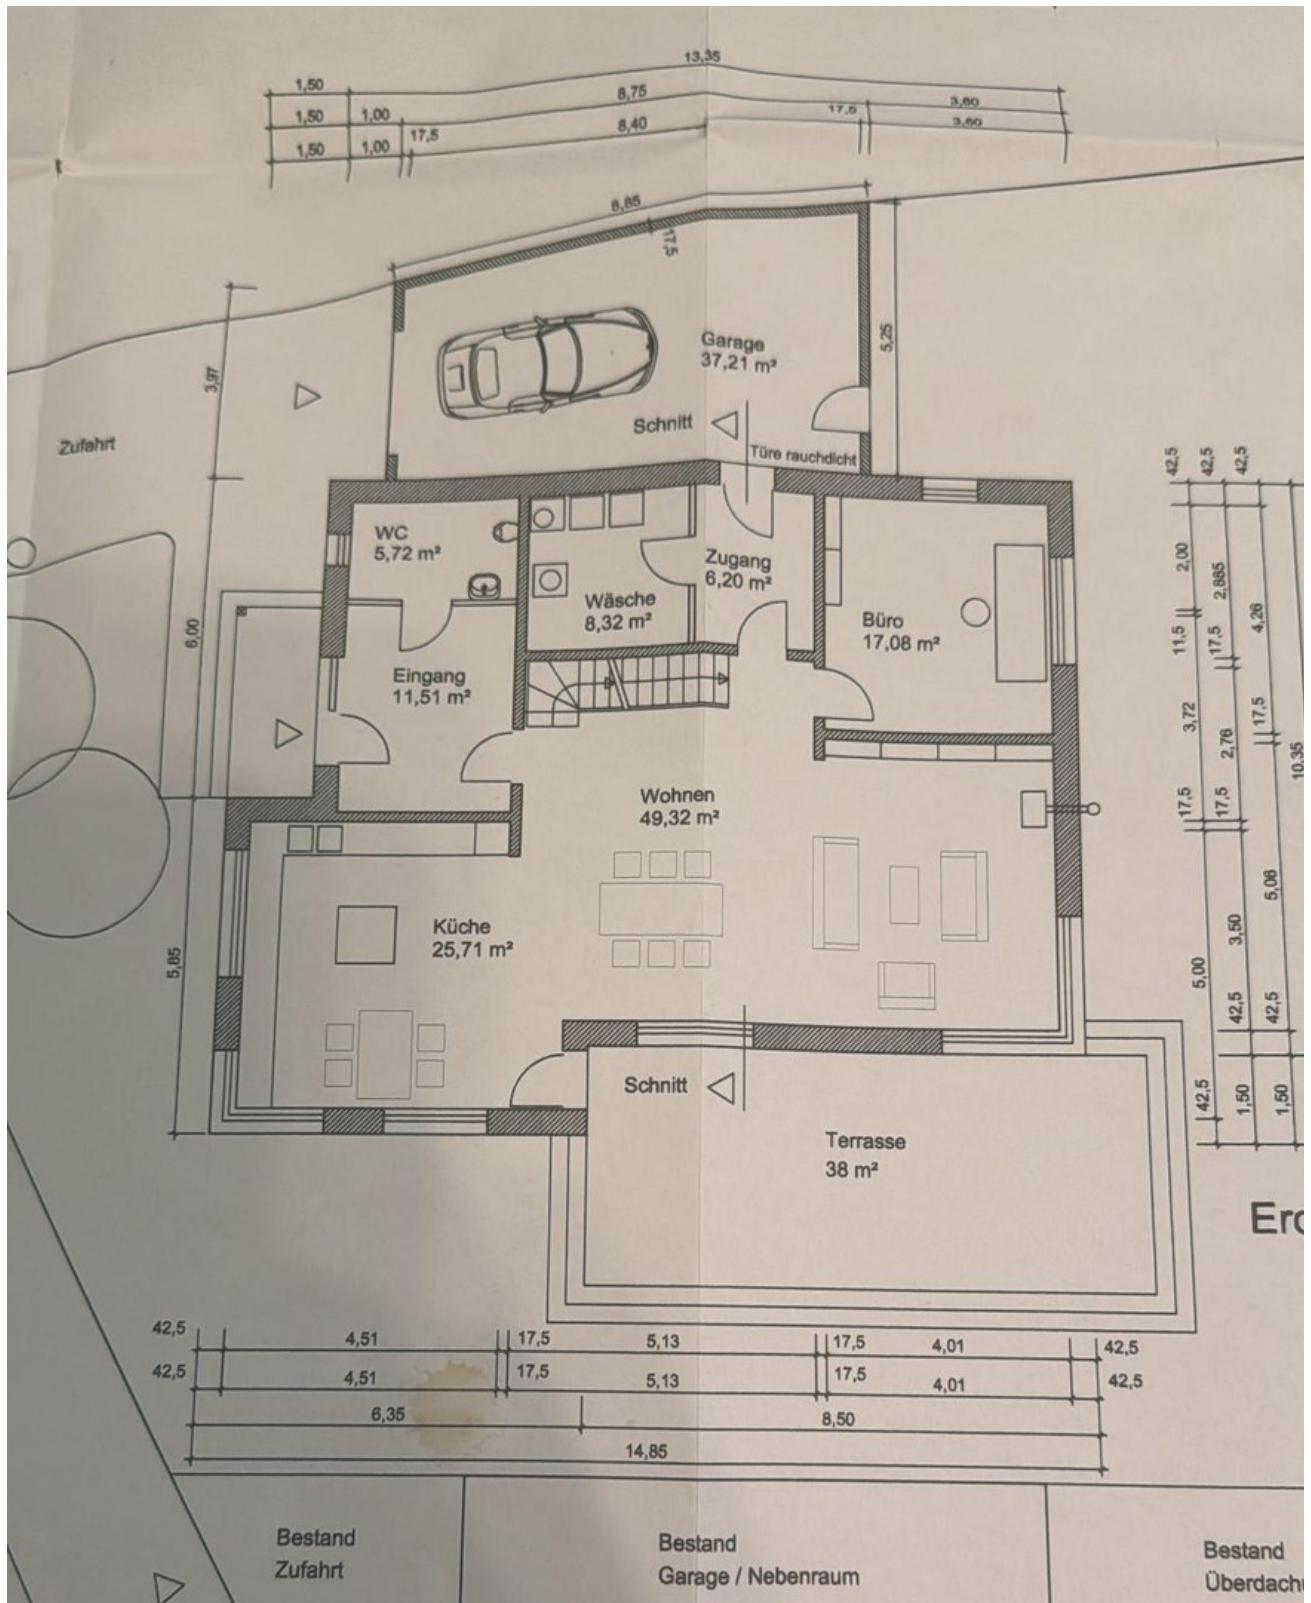 13,35
1,50
8,75
3,60
1,50
1,00
17,5
3,60
1,50
1,00
17,5
8,40
8,85
17,5
5,25
3,97
Garage
37,21 m²
Schnitt
Türe rauchdicht
Zufahrt
WC
5,72 m²
Zugang
6,20 m²
Wäsche
8,32 m²
Büro
17,08 m²
Eingang
11,51 m²
6,00
Wohnen
49,32 m²
Küche
25,71 m²
5,85
Schnitt
Terrasse
38 m²
42,5
42,5
42,5
2,00
2,885
4,26
11,5
17,5
3,72
2,76
17,5
10,35
17,5
17,5
5,00
3,50
5,06
42,5
42,5
42,5
1,50
1,50
42,5
4,51
17,5
5,13
17,5
4,01
42,5
42,5
4,51
17,5
5,13
17,5
4,01
42,5
6,35
8,50
14,85
Bestand
Zufahrt
Bestand
Garage / Nebenraum
Bestand